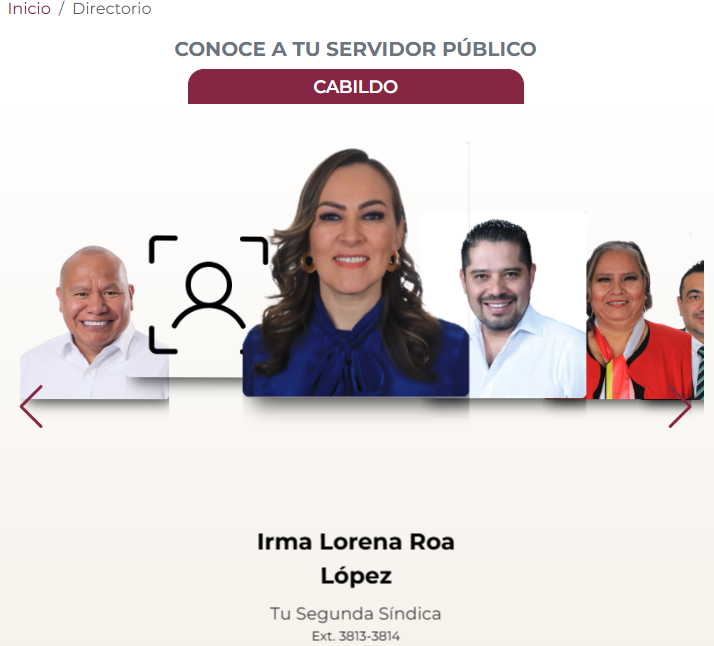 Inicio / Directorio
CONOCE A TU SERVIDOR PÚBLICO
CABILDO
Irma Lorena Roa
López
Tu Segunda Síndica
Ext. 3813-3814